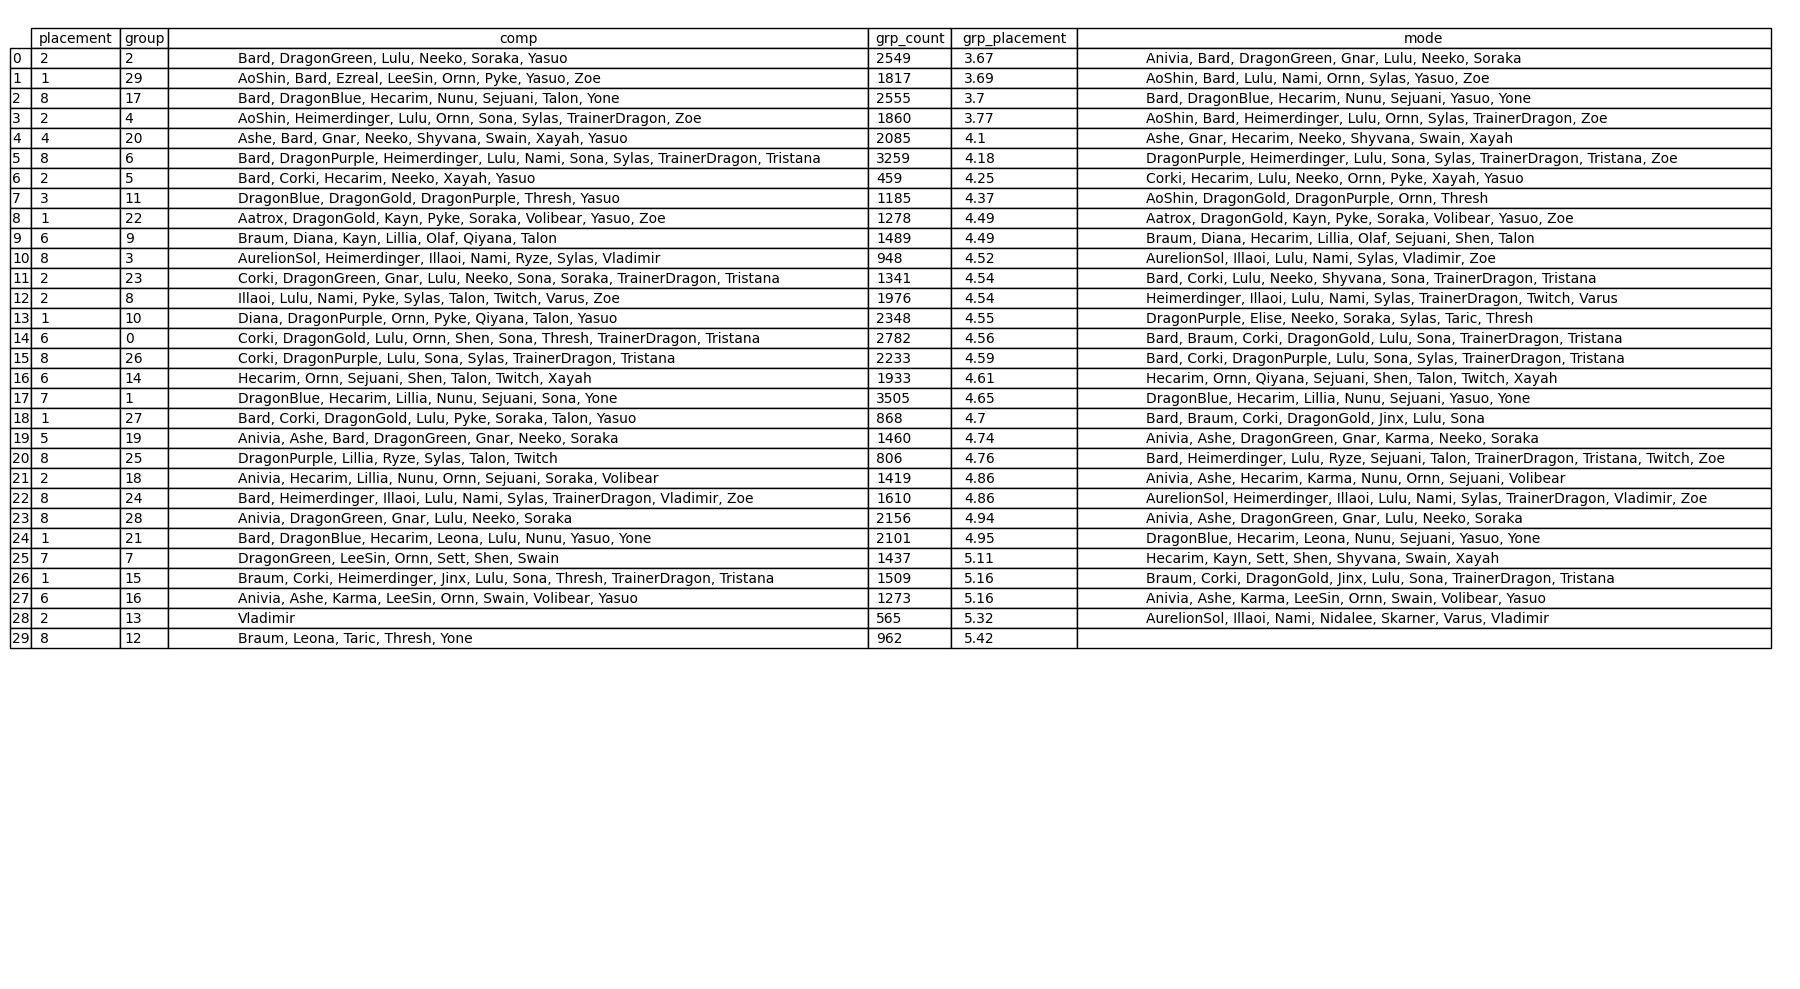 placement group comp grp_count grp_placement mode
0 2 2 Bard, DragonGreen, Lulu, Neeko, Soraka, Yasuo 2549 3.67 Anivia, Bard, DragonGreen, Gnar, Lulu, Neeko, Soraka
1 1 29 AoShin, Bard, Ezreal, LeeSin, Ornn, Pyke, Yasuo, Zoe 1817 3.69 AoShin, Bard, Lulu, Nami, Ornn, Sylas, Yasuo, Zoe
2 8 17 Bard, DragonBlue, Hecarim, Nunu, Sejuani, Talon, Yone 2555 3.7 Bard, DragonBlue, Hecarim, Nunu, Sejuani, Yasuo, Yone
3 2 4 AoShin, Heimerdinger, Lulu, Ornn, Sona, Sylas, TrainerDragon, Zoe 1860 3.77 AoShin, Bard, Heimerdinger, Lulu, Ornn, Sylas, TrainerDragon, Zoe
4 4 20 Ashe, Bard, Gnar, Neeko, Shyvana, Swain, Xayah, Yasuo 2085 4.1 Ashe, Gnar, Hecarim, Neeko, Shyvana, Swain, Xayah
5 8 6 Bard, DragonPurple, Heimerdinger, Lulu, Nami, Sona, Sylas, TrainerDragon, Tristana 3259 4.18 DragonPurple, Heimerdinger, Lulu, Sona, Sylas, TrainerDragon, Tristana, Zoe
6 2 5 Bard, Corki, Hecarim, Neeko, Xayah, Yasuo 459 4.25 Corki, Hecarim, Lulu, Neeko, Ornn, Pyke, Xayah, Yasuo
7 3 11 DragonBlue, DragonGold, DragonPurple, Thresh, Yasuo 1185 4.37 AoShin, DragonGold, DragonPurple, Ornn, Thresh
8 1 22 Aatrox, DragonGold, Kayn, Pyke, Soraka, Volibear, Yasuo, Zoe 1278 4.49 Aatrox, DragonGold, Kayn, Pyke, Soraka, Volibear, Yasuo, Zoe
9 6 9 Braum, Diana, Kayn, Lillia, Olaf, Qiyana, Talon 1489 4.49 Braum, Diana, Hecarim, Lillia, Olaf, Sejuani, Shen, Talon
10 8 3 AurelionSol, Heimerdinger, Illaoi, Nami, Ryze, Sylas, Vladimir 948 4.52 AurelionSol, Illaoi, Lulu, Nami, Sylas, Vladimir, Zoe
11 2 23 Corki, DragonGreen, Gnar, Lulu, Neeko, Sona, Soraka, TrainerDragon, Tristana 1341 4.54 Bard, Corki, Lulu, Neeko, Shyvana, Sona, TrainerDragon, Tristana
12 2 8 Illaoi, Lulu, Nami, Pyke, Sylas, Talon, Twitch, Varus, Zoe 1976 4.54 Heimerdinger, Illaoi, Lulu, Nami, Sylas, TrainerDragon, Twitch, Varus
13 1 10 Diana, DragonPurple, Ornn, Pyke, Qiyana, Talon, Yasuo 2348 4.55 DragonPurple, Elise, Neeko, Soraka, Sylas, Taric, Thresh
14 6 0 Corki, DragonGold, Lulu, Ornn, Shen, Sona, Thresh, TrainerDragon, Tristana 2782 4.56 Bard, Braum, Corki, DragonGold, Lulu, Sona, TrainerDragon, Tristana
15 8 26 Corki, DragonPurple, Lulu, Sona, Sylas, TrainerDragon, Tristana 2233 4.59 Bard, Corki, DragonPurple, Lulu, Sona, Sylas, TrainerDragon, Tristana
16 6 14 Hecarim, Ornn, Sejuani, Shen, Talon, Twitch, Xayah 1933 4.61 Hecarim, Ornn, Qiyana, Sejuani, Shen, Talon, Twitch, Xayah
17 7 1 DragonBlue, Hecarim, Lillia, Nunu, Sejuani, Sona, Yone 3505 4.65 DragonBlue, Hecarim, Lillia, Nunu, Sejuani, Yasuo, Yone
18 1 27 Bard, Corki, DragonGold, Lulu, Pyke, Soraka, Talon, Yasuo 868 4.7 Bard, Braum, Corki, DragonGold, Jinx, Lulu, Sona
19 5 19 Anivia, Ashe, Bard, DragonGreen, Gnar, Neeko, Soraka 1460 4.74 Anivia, Ashe, DragonGreen, Gnar, Karma, Neeko, Soraka
20 8 25 DragonPurple, Lillia, Ryze, Sylas, Talon, Twitch 806 4.76 Bard, Heimerdinger, Lulu, Ryze, Sejuani, Talon, TrainerDragon, Tristana, Twitch, Zoe
21 2 18 Anivia, Hecarim, Lillia, Nunu, Ornn, Sejuani, Soraka, Volibear 1419 4.86 Anivia, Ashe, Hecarim, Karma, Nunu, Ornn, Sejuani, Volibear
22 8 24 Bard, Heimerdinger, Illaoi, Lulu, Nami, Sylas, TrainerDragon, Vladimir, Zoe 1610 4.86 AurelionSol, Heimerdinger, Illaoi, Lulu, Nami, Sylas, TrainerDragon, Vladimir, Zoe
23 8 28 Anivia, DragonGreen, Gnar, Lulu, Neeko, Soraka 2156 4.94 Anivia, Ashe, DragonGreen, Gnar, Lulu, Neeko, Soraka
24 1 21 Bard, DragonBlue, Hecarim, Leona, Lulu, Nunu, Yasuo, Yone 2101 4.95 DragonBlue, Hecarim, Leona, Nunu, Sejuani, Yasuo, Yone
25 7 7 DragonGreen, LeeSin, Ornn, Sett, Shen, Swain 1437 5.11 Hecarim, Kayn, Sett, Shen, Shyvana, Swain, Xayah
26 1 15 Braum, Corki, Heimerdinger, Jinx, Lulu, Sona, Thresh, TrainerDragon, Tristana 1509 5.16 Braum, Corki, DragonGold, Jinx, Lulu, Sona, TrainerDragon, Tristana
27 6 16 Anivia, Ashe, Karma, LeeSin, Ornn, Swain, Volibear, Yasuo 1273 5.16 Anivia, Ashe, Karma, LeeSin, Ornn, Swain, Volibear, Yasuo
28 2 13 Vladimir 565 5.32 AurelionSol, Illaoi, Nami, Nidalee, Skarner, Varus, Vladimir
29 8 12 Braum, Leona, Taric, Thresh, Yone 962 5.42